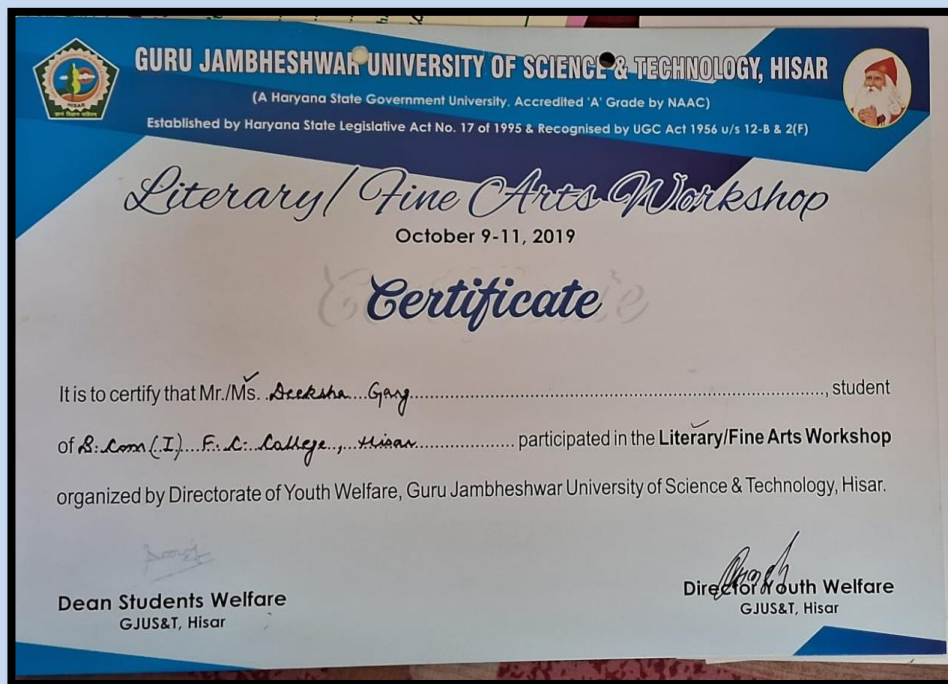 GURU JAMBHESHWAR UNIVERSITY OF SCIENCE & TECHNOLOGY, HISAR
(A Haryana State Government University, Accredited 'A' Grade by NAAC)
Established by Haryana State Legislative Act No. 17 of 1995 & Recognised by UGC Act 1956 u/s 12-B & 2(F)
HISAR
Literary/ Fine Arts Workshop
October 9-11, 2019
Certificate
It is to certify that Mr./Ms. Deeksha Garg, student
of B.Com (I) F.C. College, Hisar participated in the Literary/Fine Arts Workshop
organized by Directorate of Youth Welfare, Guru Jambheshwar University of Science & Technology, Hisar.
Dean Students Welfare
GJUS&T, Hisar
Director Youth Welfare
GJUS&T, Hisar